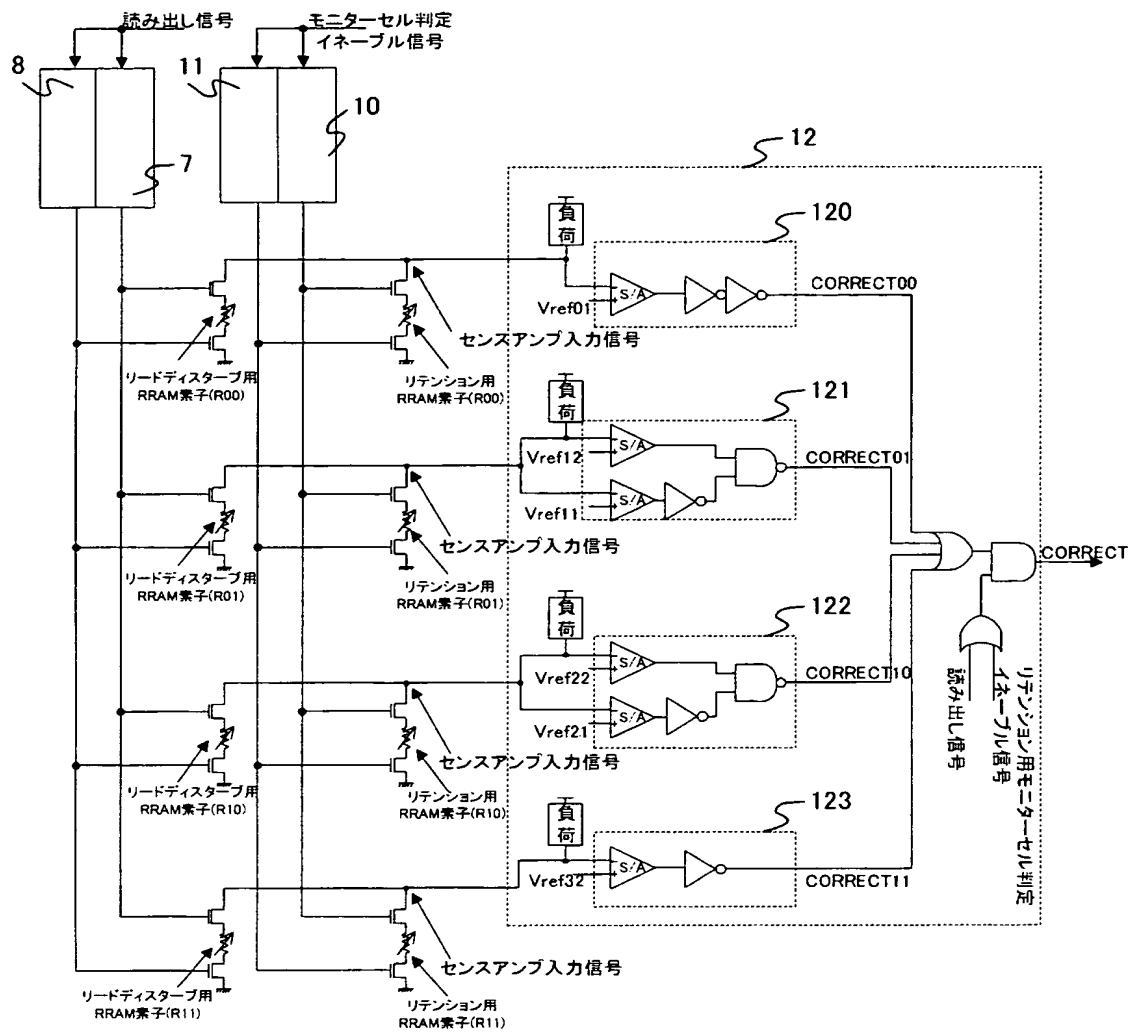 読み出し信号
モニターセル判定
イネーブル信号
8
11
10
7
12
負
荷
120
S/A
Vref01
CORRECT00
センスアンプ入力信号
リードディスターブ用
RRAM素子(R00)
リテンション用
RRAM素子(R00)
負
荷
121
S/A
Vref12
CORRECT01
S/A
Vref11
センスアンプ入力信号
リードディスターブ用
RRAM素子(R01)
リテンション用
RRAM素子(R01)
CORRECT
負
荷
122
S/A
Vref22
CORRECT10
S/A
Vref21
読み出し信号
イネーブル信号
リテンション用モニターセル判定
センスアンプ入力信号
リードディスターブ用
RRAM素子(R10)
リテンション用
RRAM素子(R10)
負
荷
123
S/A
Vref32
CORRECT11
センスアンプ入力信号
リードディスターブ用
RRAM素子(R11)
リテンション用
RRAM素子(R11)